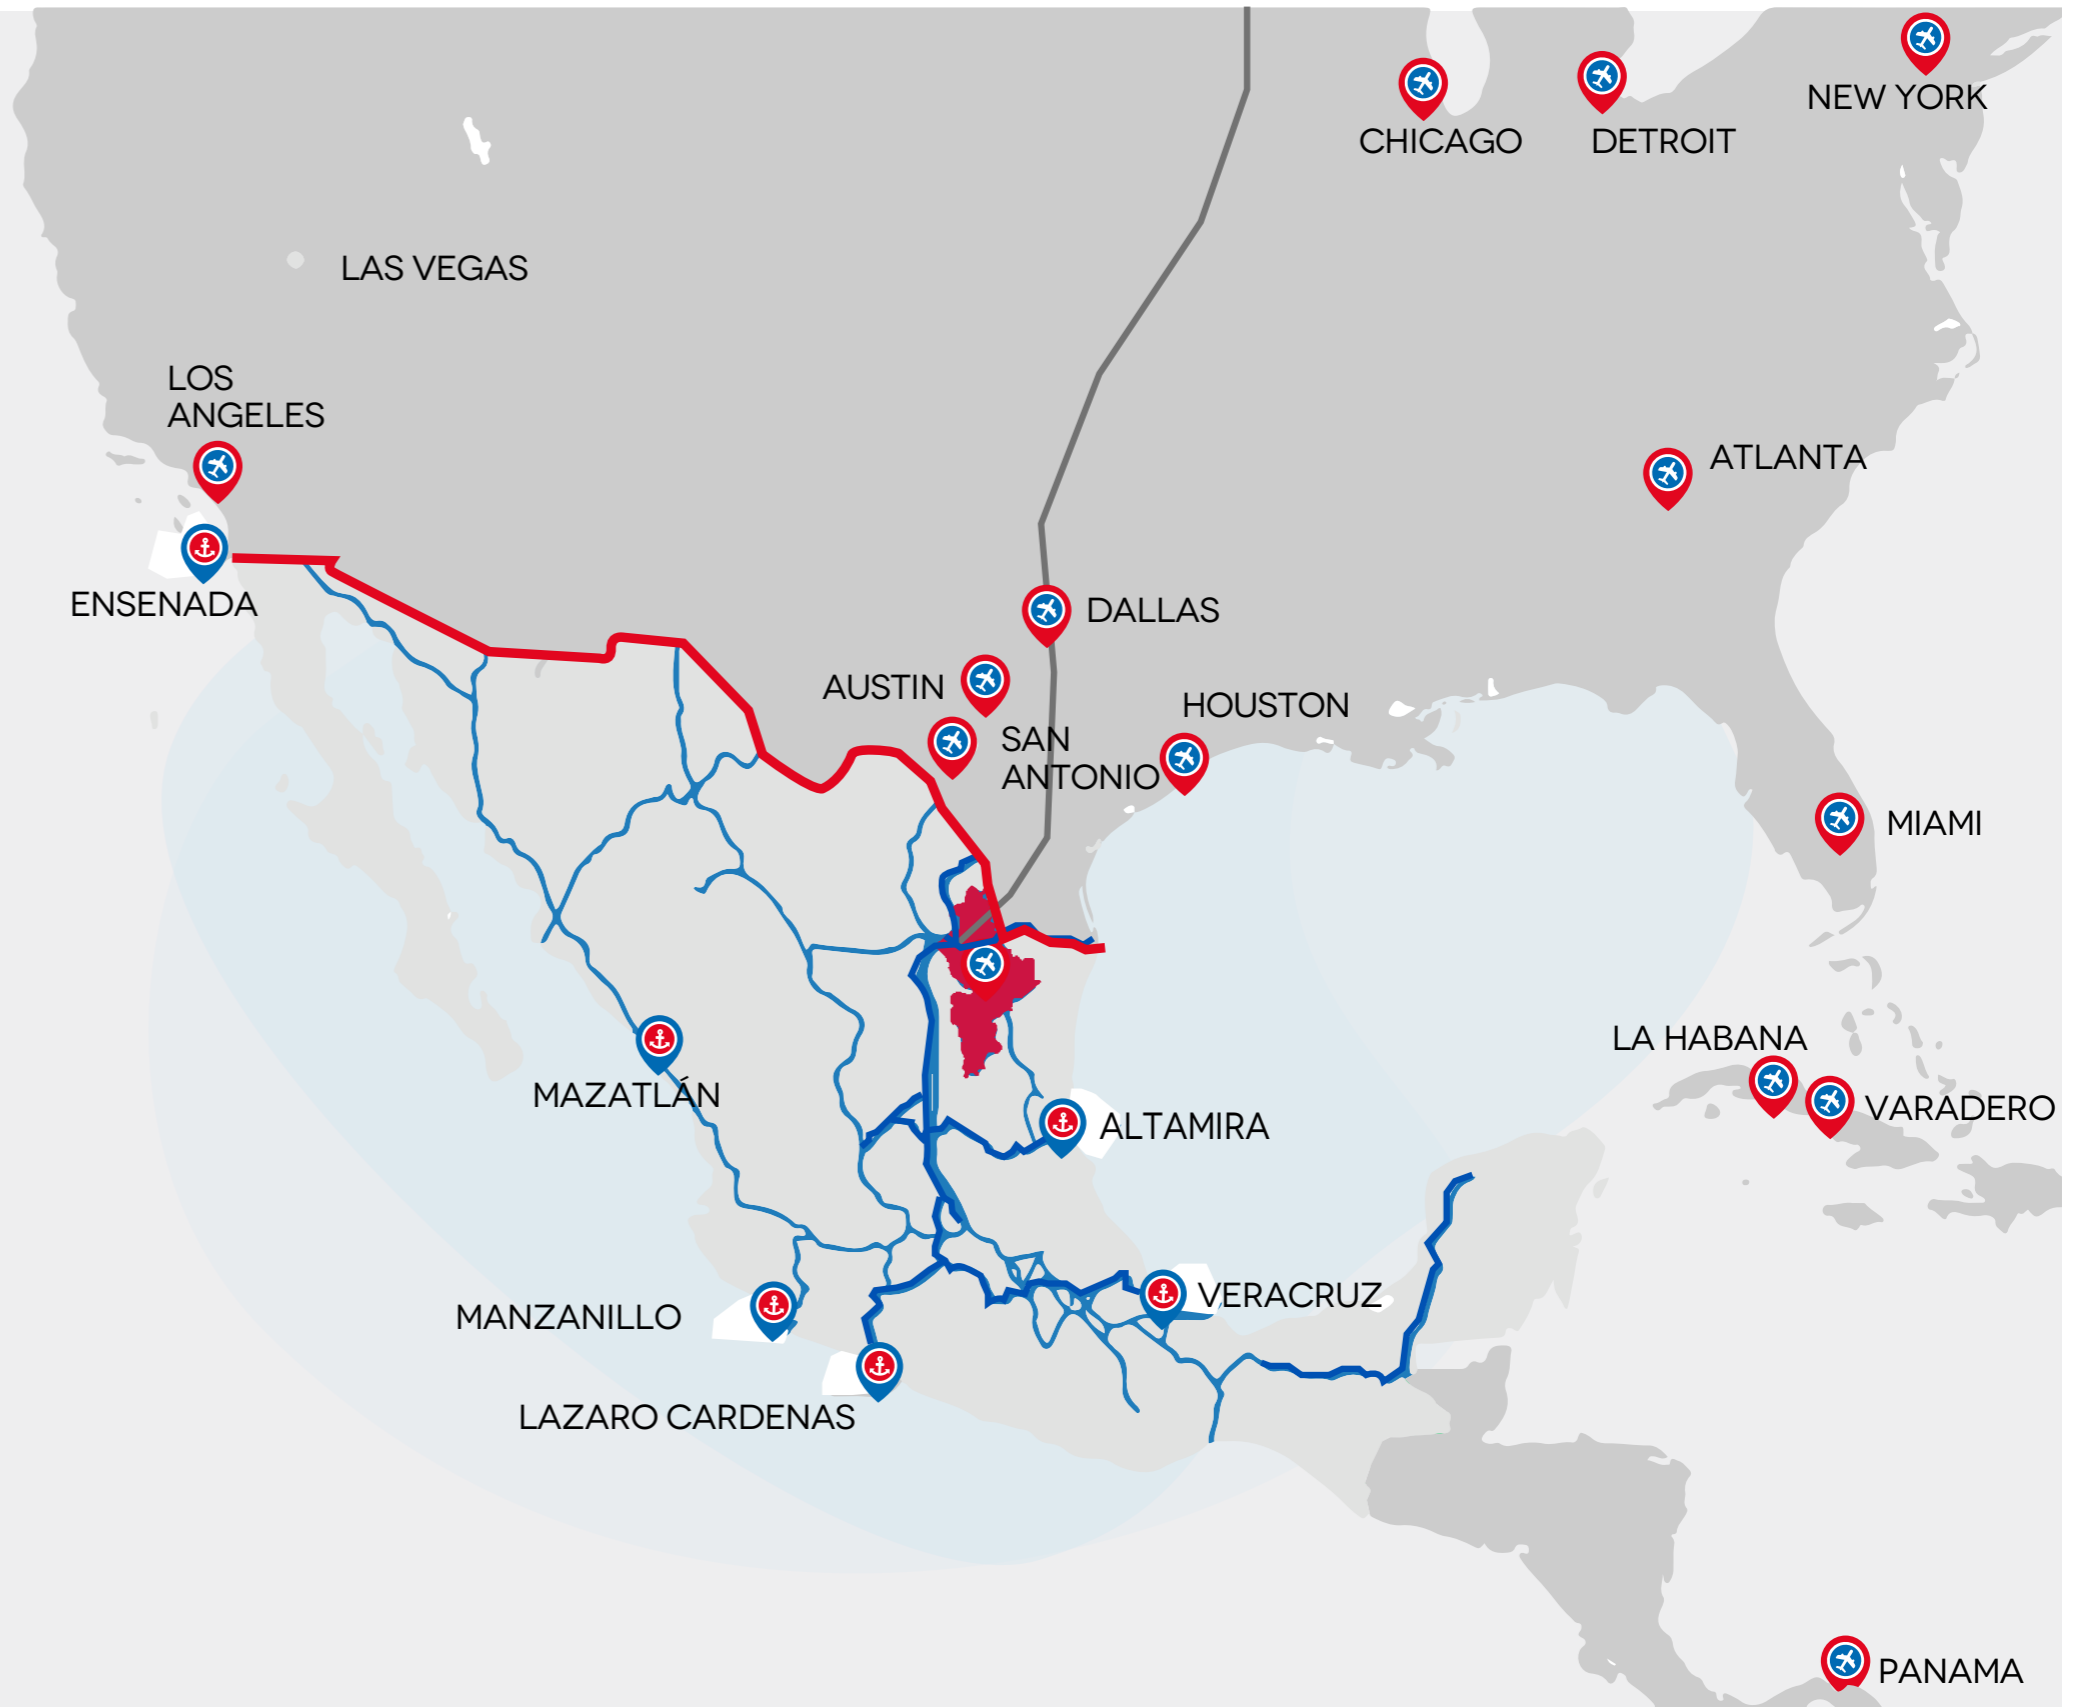 NEW YORK
CHICAGO
DETROIT
LAS VEGAS
LOS
ANGELES
ATLANTA
ENSENADA
DALLAS
AUSTIN
HOUSTON
SAN
ANTONIO
MIAMI
LA HABANA
MAZATLÁN
VARADERO
ALTAMIRA
VERACRUZ
MANZANILLO
LAZARO CARDENAS
PANAMA